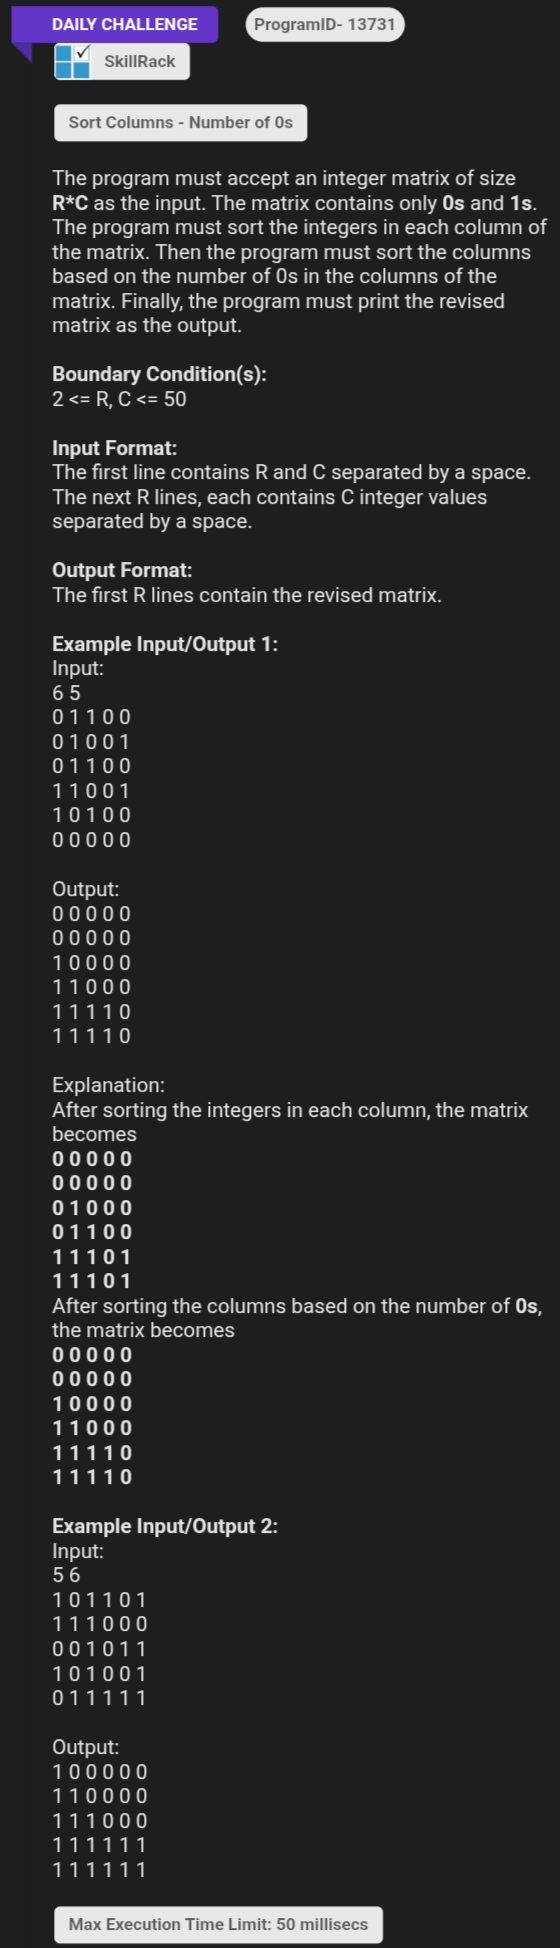 DAILY CHALLENGE
ProgramID- 13731
SkillRack
Sort Columns - Number of 0s
The program must accept an integer matrix of size
R*C as the input. The matrix contains only 0s and 1s.
The program must sort the integers in each column of
the matrix. Then the program must sort the columns
based on the number of 0s in the columns of the
matrix. Finally, the program must print the revised
matrix as the output.
Boundary Condition(s):
2 <= R, C <= 50
Input Format:
The first line contains R and C separated by a space.
The next R lines, each contains C integer values
separated by a space.
Output Format:
The first R lines contain the revised matrix.
Example Input/Output 1:
Input:
6 5
0 1 1 0 0
0 1 0 0 1
0 1 1 0 0
1 1 0 0 1
1 0 1 0 0
0 0 0 0 0
Output:
0 0 0 0 0
0 0 0 0 0
1 0 0 0 0
1 1 0 0 0
1 1 1 1 0
1 1 1 1 0
Explanation:
After sorting the integers in each column, the matrix
becomes
0 0 0 0 0
0 0 0 0 0
0 1 0 0 0
0 1 1 0 0
1 1 1 0 1
1 1 1 0 1
After sorting the columns based on the number of 0s,
the matrix becomes
0 0 0 0 0
0 0 0 0 0
1 0 0 0 0
1 1 0 0 0
1 1 1 1 0
1 1 1 1 0
Example Input/Output 2:
Input:
5 6
1 0 1 1 0 1
1 1 1 0 0 0
0 0 1 0 1 1
1 0 1 0 0 1
0 1 1 1 1 1
Output:
1 0 0 0 0 0
1 1 0 0 0 0
1 1 1 0 0 0
1 1 1 1 1 1
1 1 1 1 1 1
Max Execution Time Limit: 50 millisecs